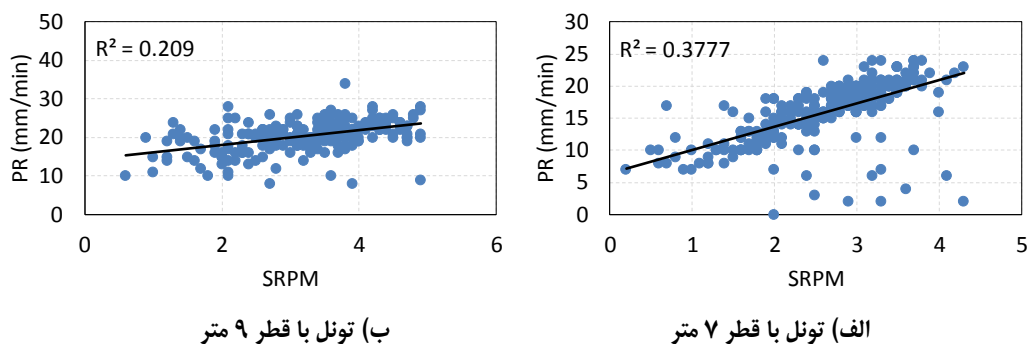 R² = 0.209
PR (mm/min)
50
40
30
20
10
0
0 2 4 6
SRPM
ب) تونل با قطر ۹ متر
R² = 0.3777
PR (mm/min)
30
25
20
15
10
5
0
0 1 2 3 4 5
SRPM
الف) تونل با قطر ۷ متر